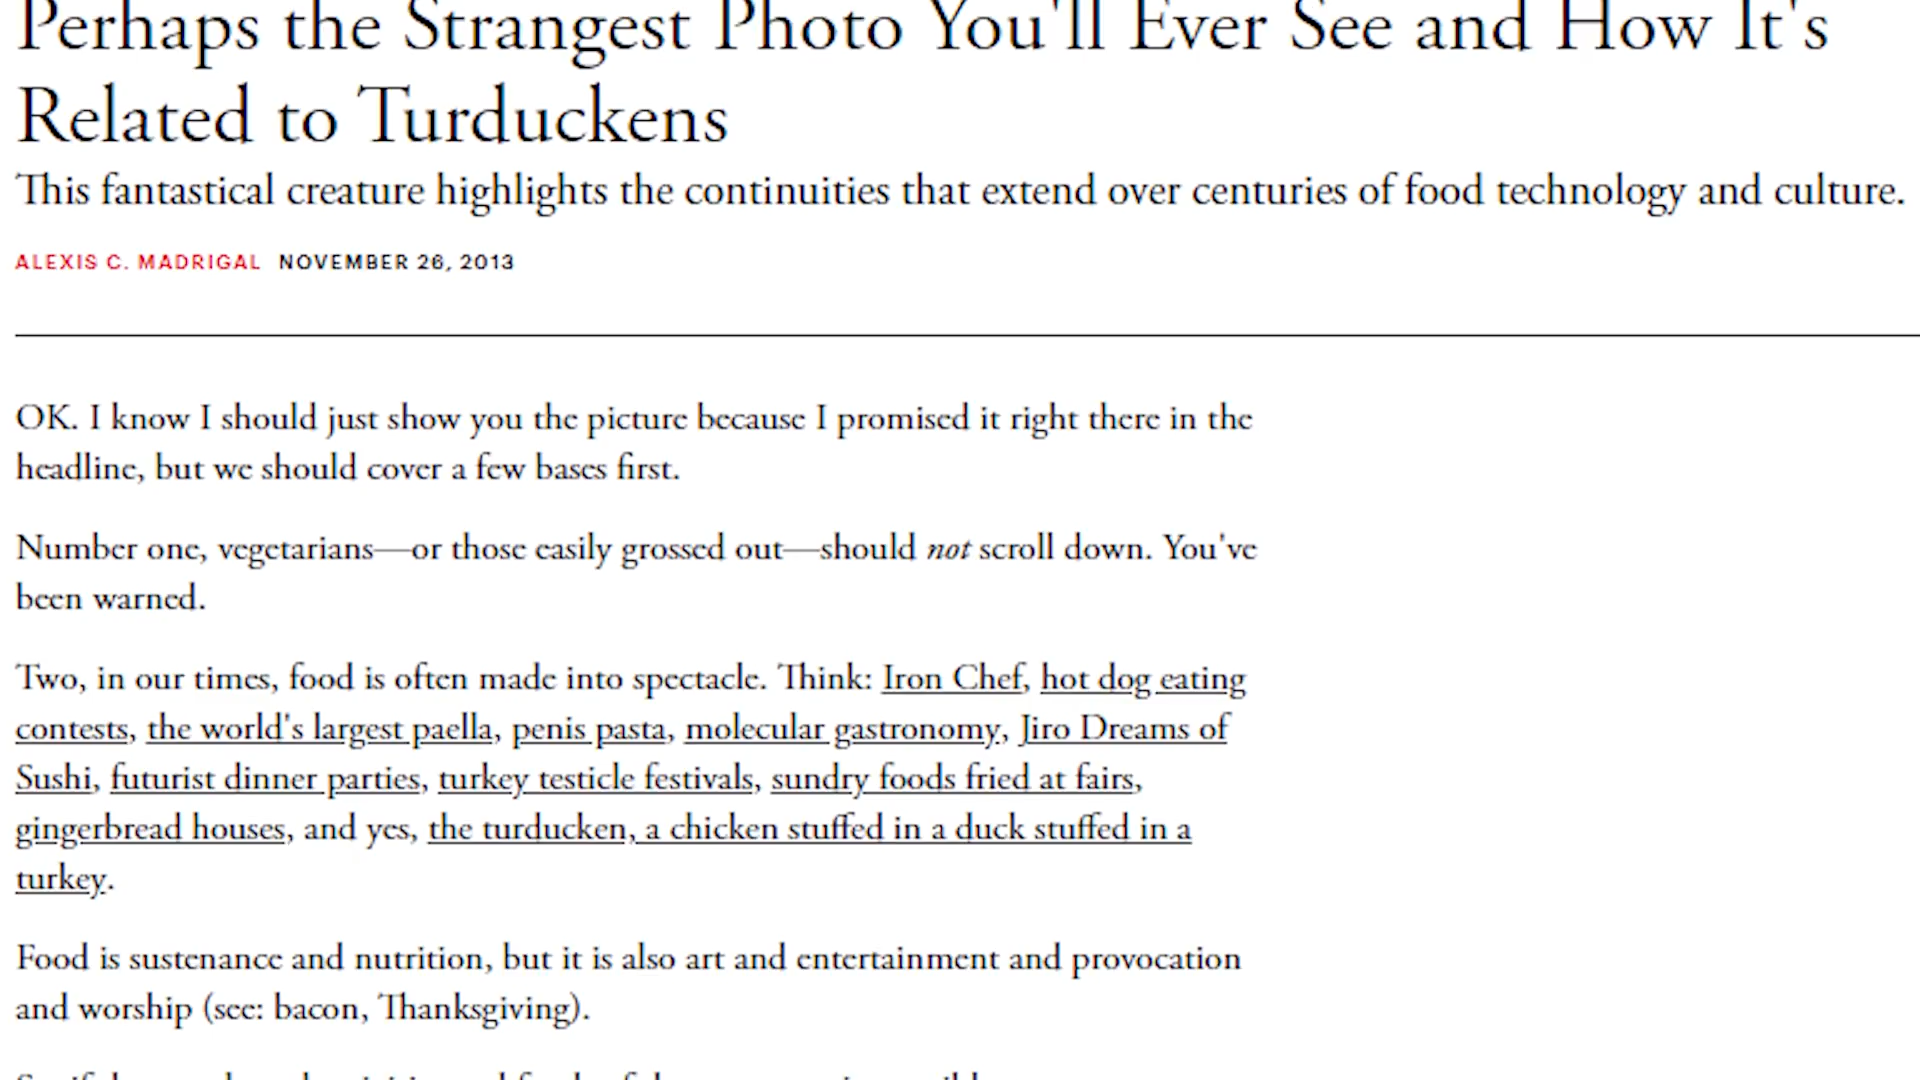 Perhaps the Strangest Photo You'll Ever See and How It's
Related to Turduckens
This fantastical creature highlights the continuities that extend over centuries of food technology and culture.
ALEXIS C. MADRIGAL NOVEMBER 26, 2013
OK. I know I should just show you the picture because I promised it right there in the
headline, but we should cover a few bases first.
Number one, vegetarians—or those easily grossed out—should not scroll down. You've
been warned.
Two, in our times, food is often made into spectacle. Think: Iron Chef, hot dog eating
contests, the world's largest paella, penis pasta, molecular gastronomy, Jiro Dreams of
Sushi, futurist dinner parties, turkey testicle festivals, sundry foods fried at fairs,
gingerbread houses, and yes, the turducken, a chicken stuffed in a duck stuffed in a
turkey.
Food is sustenance and nutrition, but it is also art and entertainment and provocation
and worship (see: bacon, Thanksgiving).